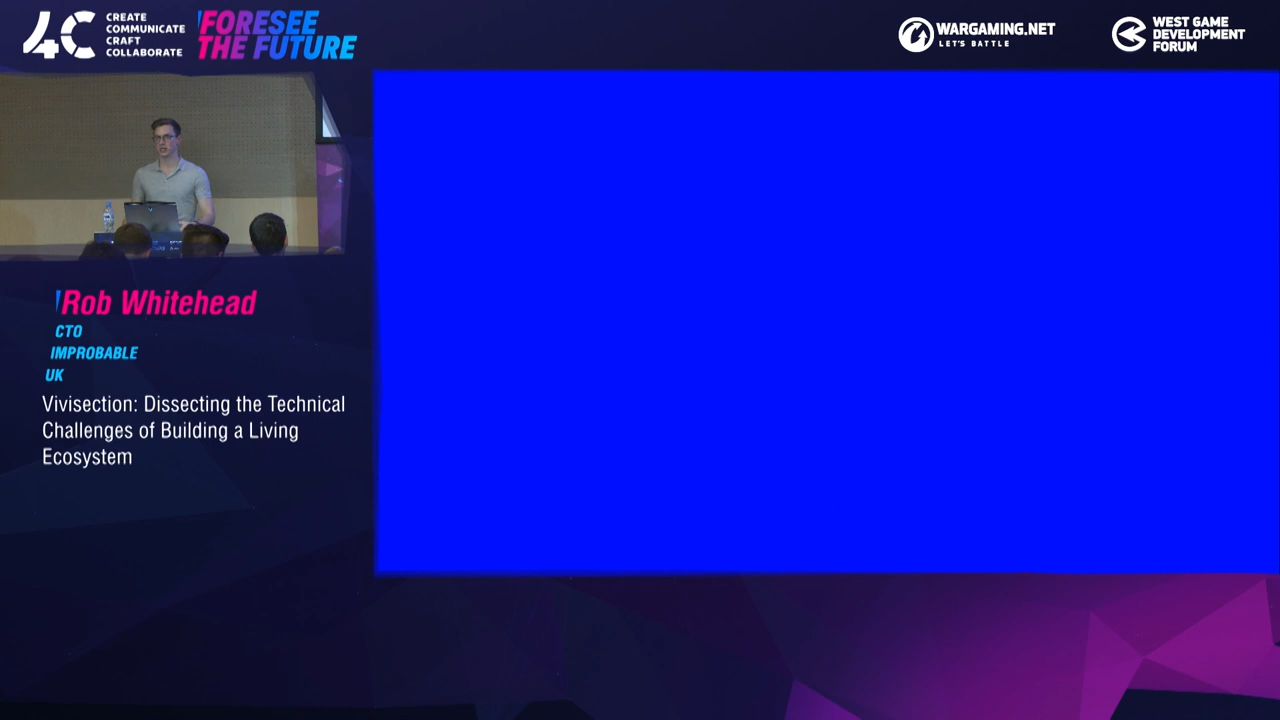 4C
CREATE
COMMUNICATE
CRAFT
COLLABORATE
FORESEE
THE FUTURE
WARGAMING.NET
LET'S BATTLE
WEST GAME
DEVELOPMENT
FORUM
Rob Whitehead
CTO
IMPROBABLE
UK
Vivisection: Dissecting the Technical
Challenges of Building a Living
Ecosystem